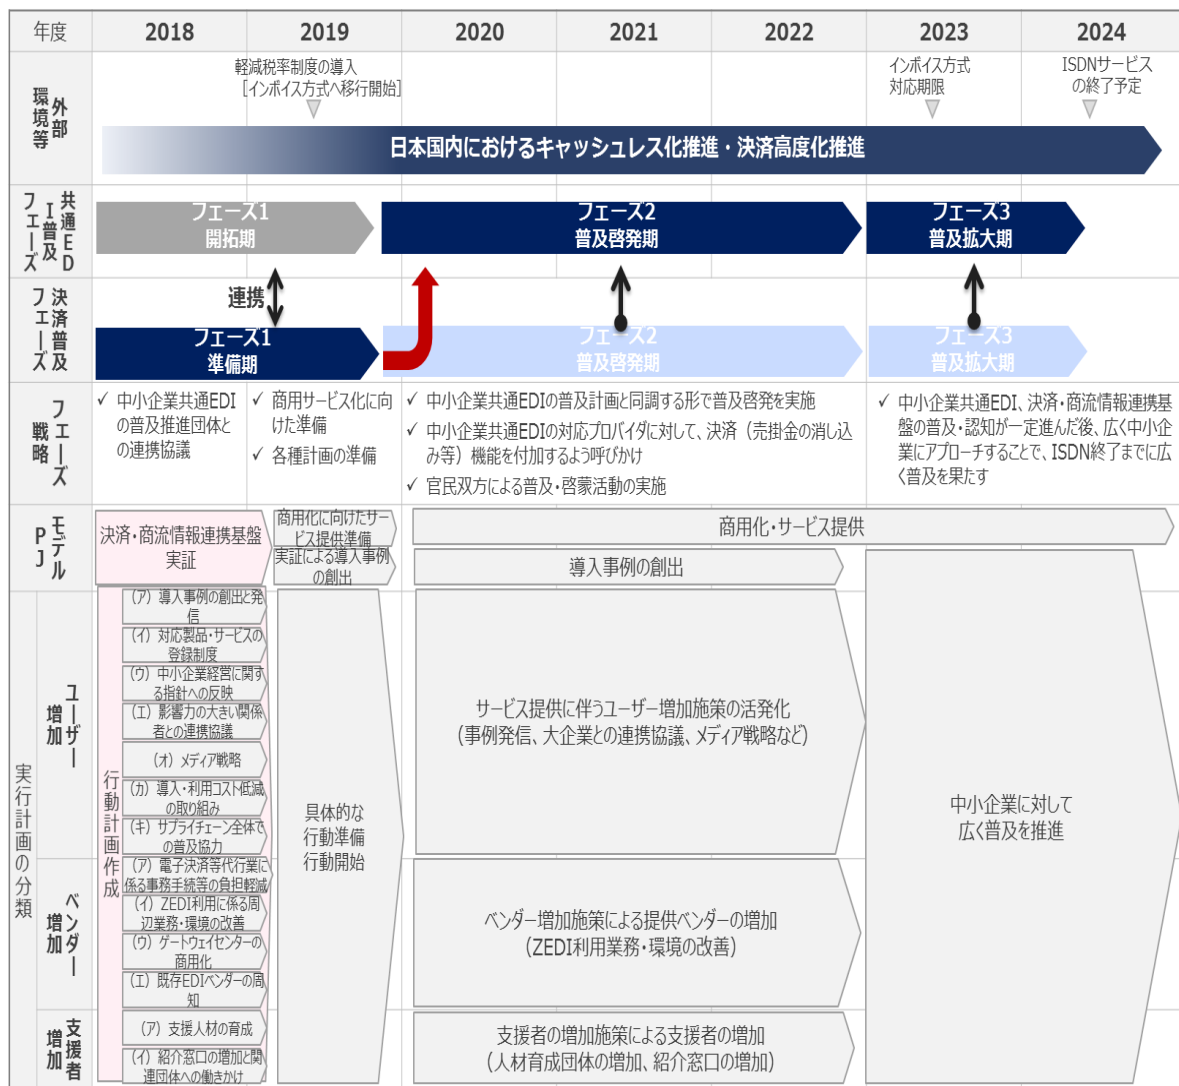 年度
2018
2019
2020
2021
2022
2023
2024
外部
環境等
軽減税率制度の導入
[インボイス方式へ移行開始]
インボイス方式
対応期限
ISDNサービス
の終了予定
日本国内におけるキャッシュレス化推進・決済高度化推進
共通ED
I普及
フェーズ
フェーズ1
開拓期
フェーズ2
普及啓発期
フェーズ3
普及拡大期
連携
決済普及
フェーズ
フェーズ1
準備期
フェーズ2
普及啓発期
フェーズ3
普及拡大期
フェーズ
戦略
✓ 中小企業共通EDI
の普及推進団体と
の連携協議
✓ 商用サービス化に向
けた準備
✓ 各種計画の準備
✓ 中小企業共通EDIの普及計画と同調する形で普及啓発を実施
✓ 中小企業共通EDIの対応プロバイダに対して、決済（売掛金の消し込
み等）機能を付加するよう呼びかけ
✓ 官民双方による普及・啓蒙活動の実施
✓ 中小企業共通EDI、決済・商流情報連携基
盤の普及・認知が一定進んだ後、広く中小企
業にアプローチすることで、ISDN終了までに広
く普及を果たす
モデル
PJ
決済・商流情報連携基盤
実証
商用化に向けたサー
ビス提供準備
実証による導入事例
の創出
商用化・サービス提供
導入事例の創出
実行計画の分類
ユーザー
増加
行動計画作成
（ア）導入事例の創出と発
信
（イ）対応製品・サービスの
登録制度
（ウ）中小企業経営に関す
る指針への反映
（エ）影響力の大きい関係
者との連携協議
（オ）メディア戦略
（カ）導入・利用コスト低減
の取り組み
（キ）サプライチェーン全体で
の普及協力
具体的な
行動準備
行動開始
サービス提供に伴うユーザー増加施策の活発化
（事例発信、大企業との連携協議、メディア戦略など）
中小企業に対して
広く普及を推進
ベンダー
増加
（ア）電子決済等代行業に
係る事務手続等の負担軽減
（イ）ZEDI利用に係る周
辺業務・環境の改善
（ウ）ゲートウェイセンターの
商用化
（エ）既存EDIベンダーの周
知
ベンダー増加施策による提供ベンダーの増加
（ZEDI利用業務・環境の改善）
支援者
増加
（ア）支援人材の育成
（イ）紹介窓口の増加と関
連団体への働きかけ
支援者の増加施策による支援者の増加
（人材育成団体の増加、紹介窓口の増加）